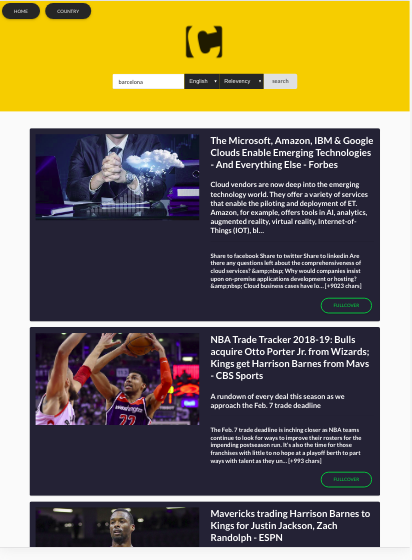 HOME
COUNTRY
C
barcelona
English
Relevency
search
The Microsoft, Amazon, IBM & Google
Clouds Enable Emerging Technologies
- And Everything Else - Forbes
Cloud vendors are now deep into the emerging
technology world. They offer a variety of services
that enable the piloting and deployment of ET.
Amazon, for example, offers tools in AI, analytics,
augmented reality, virtual reality, Internet-of-
Things (IOT), bl...
Share to facebook Share to twitter Share to linkedin Are
there any questions left about the comprehensiveness of
cloud services? &amp;nbsp; Why would companies insist
upon on-premise applications development or hosting?
&amp;nbsp; Cloud business cases have lo... [+9023 chars]
FULLCOVER
NBA Trade Tracker 2018-19: Bulls
acquire Otto Porter Jr. from Wizards;
Kings get Harrison Barnes from Mavs
- CBS Sports
A rundown of every deal this season as we
approach the Feb. 7 trade deadline
The Feb. 7 trade deadline is inching closer as NBA teams
continue to look for ways to improve their rosters for the
impending postseason run. It's also the time for those
franchises with little to no hope at a playoff berth to part
ways with talent as they un... [+993 chars]
FULLCOVER
Washington
22
Mavericks trading Harrison Barnes to
Kings for Justin Jackson, Zach
Randolph - ESPN